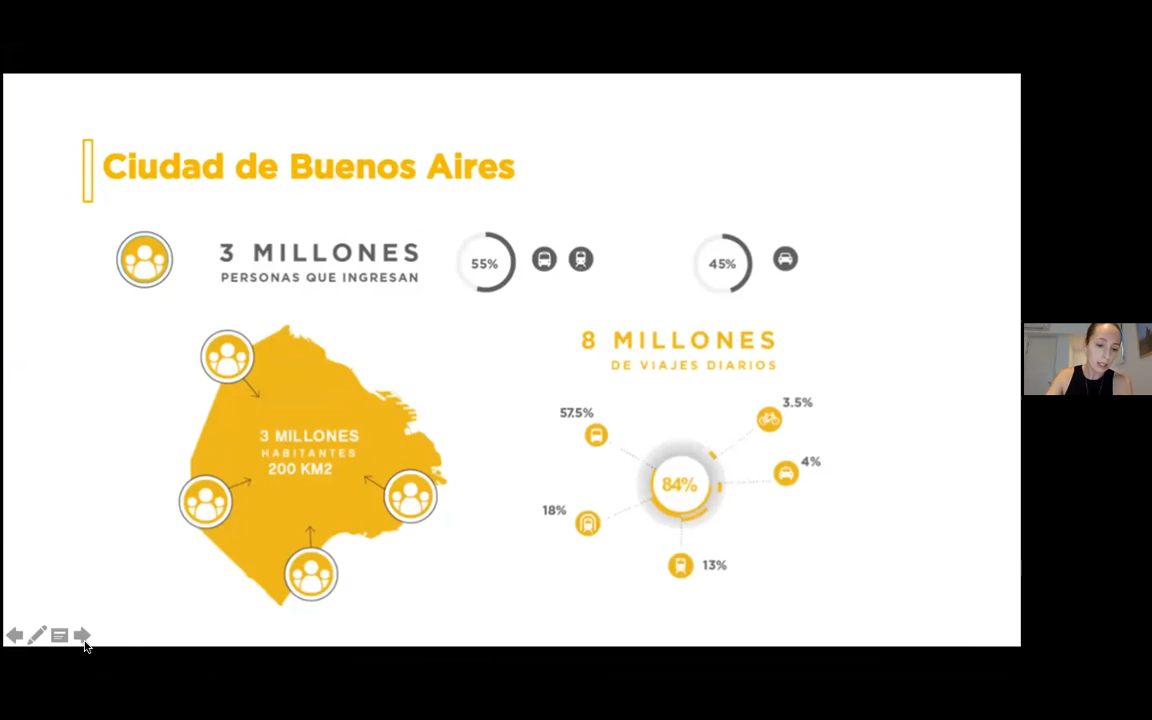 Ciudad de Buenos Aires
3 MILLONES
PERSONAS QUE INGRESAN
55%
45%
3 MILLONES
HABITANTES
200 KM2
8 MILLONES
DE VIAJES DIARIOS
57.5%
3.5%
84%
4%
18%
13%